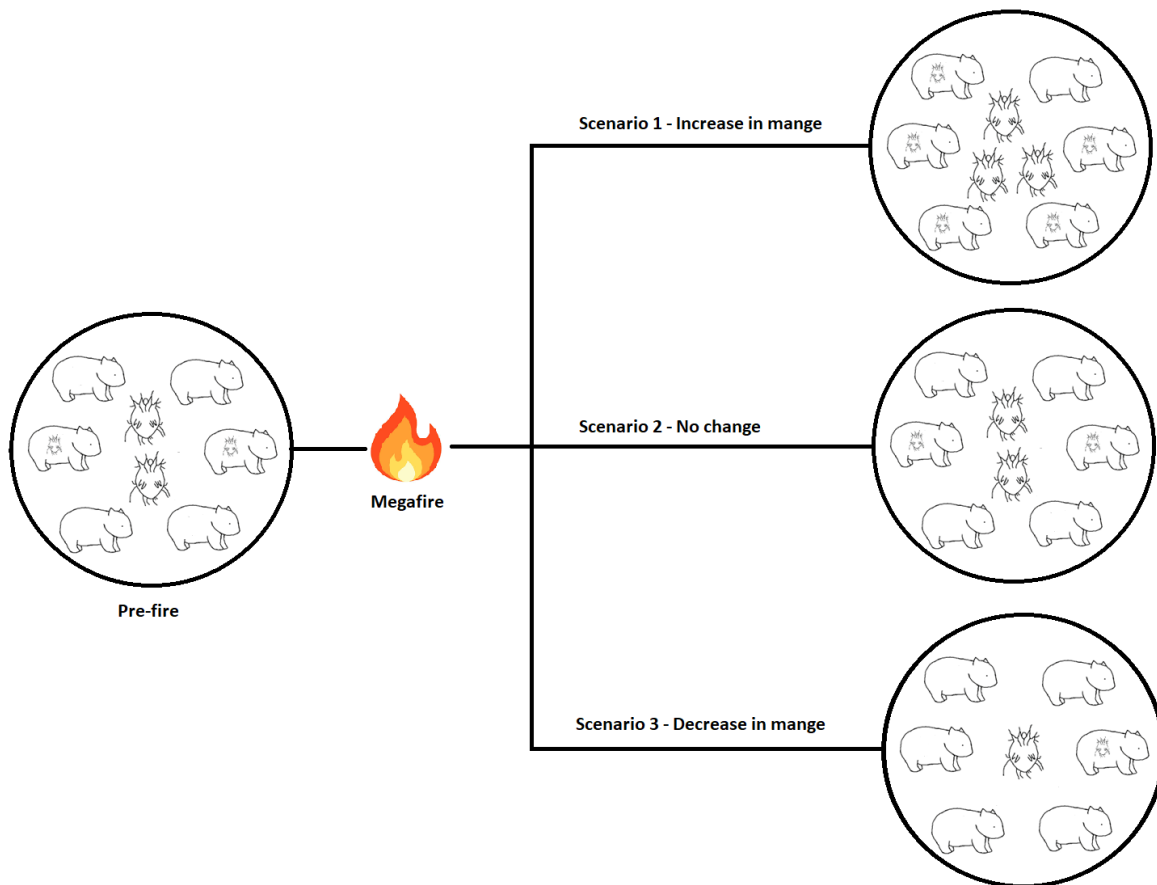 Scenario 1 - Increase in mange
Scenario 2 - No change
Megafire
Pre-fire
Scenario 3 - Decrease in mange